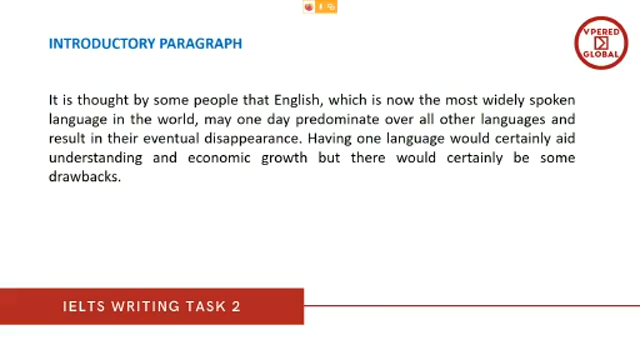 INTRODUCTORY PARAGRAPH
VPERED
GLOBAL
It is thought by some people that English, which is now the most widely spoken
language in the world, may one day predominate over all other languages and
result in their eventual disappearance. Having one language would certainly aid
understanding and economic growth but there would certainly be some
drawbacks.
IELTS WRITING TASK 2